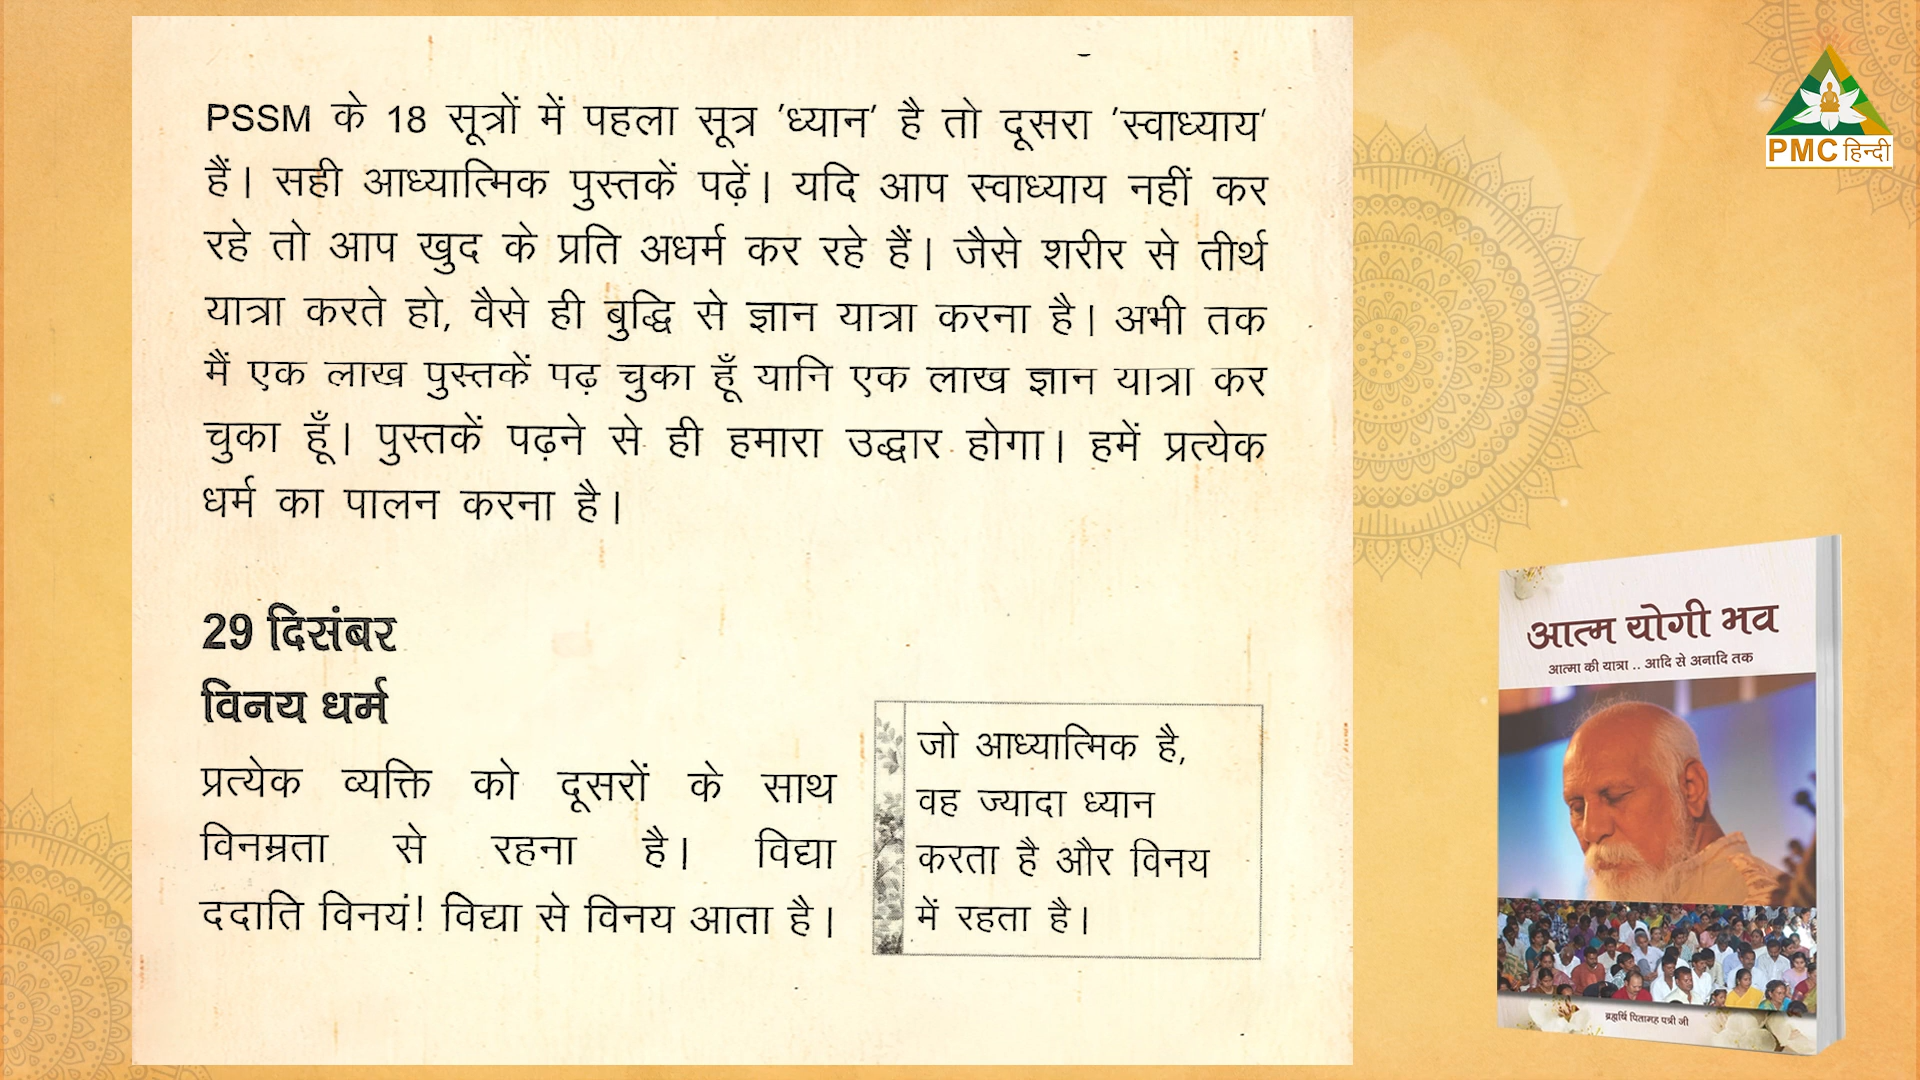 PSSM के 18 सूत्रों में पहला सूत्र 'ध्यान' है तो दूसरा 'स्वाध्याय'
हैं। सही आध्यात्मिक पुस्तकें पढ़ें। यदि आप स्वाध्याय नहीं कर
रहे तो आप खुद के प्रति अधर्म कर रहे हैं। जैसे शरीर से तीर्थ
यात्रा करते हो, वैसे ही बुद्धि से ज्ञान यात्रा करना है। अभी तक
मैं एक लाख पुस्तकें पढ़ चुका हूँ यानि एक लाख ज्ञान यात्रा कर
चुका हूँ। पुस्तकें पढ़ने से ही हमारा उद्धार होगा। हमें प्रत्येक
धर्म का पालन करना है।
29 दिसंबर
विनय धर्म
प्रत्येक व्यक्ति को दूसरों के साथ
विनम्रता से रहना है। विद्या
ददाति विनयं! विद्या से विनय आता है।
जो आध्यात्मिक है,
वह ज्यादा ध्यान
करता है और विनय
में रहता है।
PMC हिन्दी
आत्म योगी भव
आत्मा की यात्रा .. आदि से अनादि तक
ब्रह्मर्षि पितामह पत्री जी